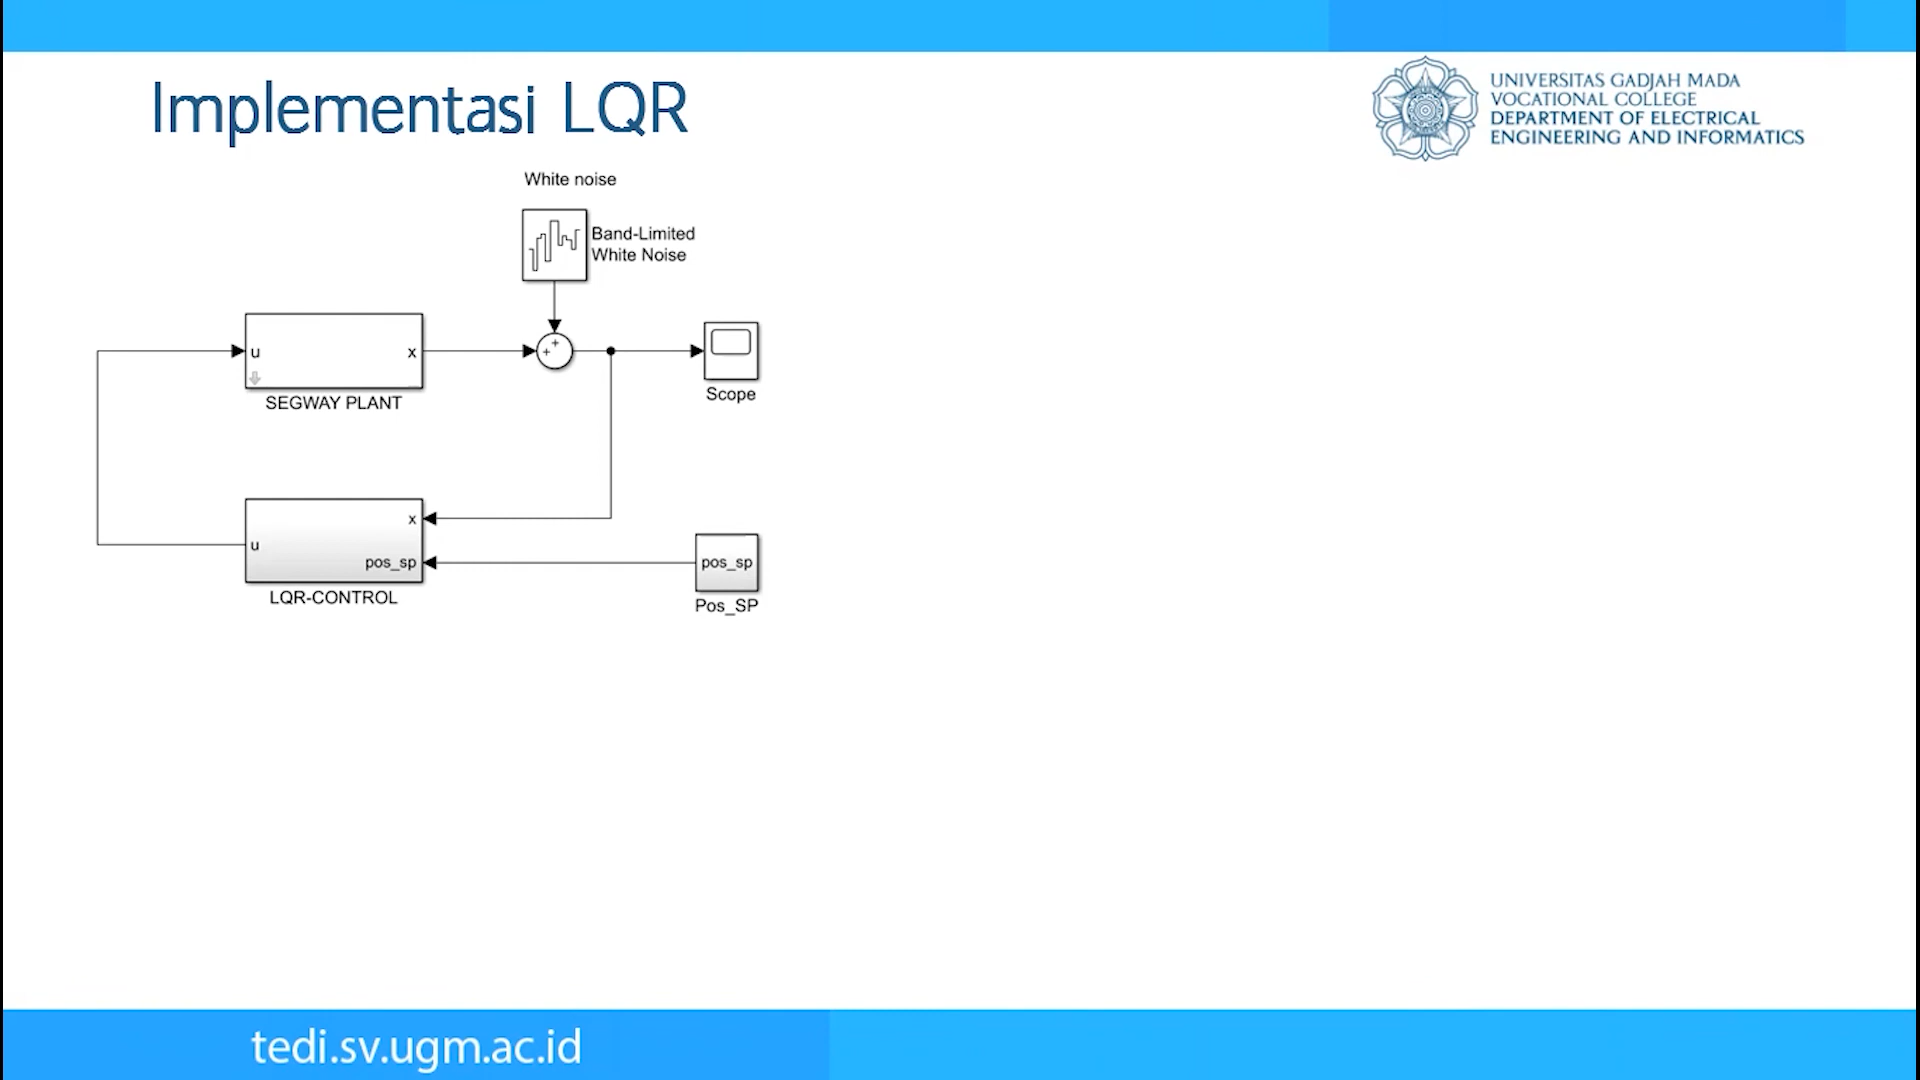 Implementasi LQR
UNIVERSITAS GADJAH MADA
VOCATIONAL COLLEGE
DEPARTMENT OF ELECTRICAL
ENGINEERING AND INFORMATICS
White noise
Band-Limited
White Noise
u
x
SEGWAY PLANT
Scope
x
u
pos_sp
LQR-CONTROL
pos_sp
Pos_SP
tedi.sv.ugm.ac.id